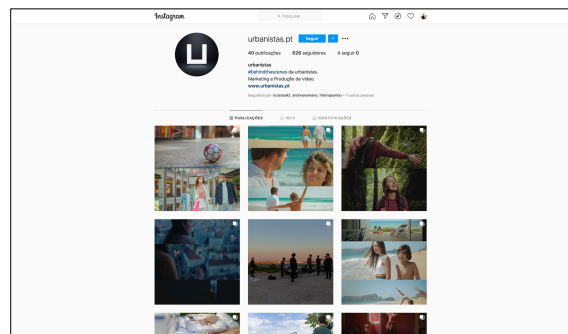 Instagram
Pesquisar
urbanistas.pt Seguir
40 publicações 626 seguidores A seguir 0
urbanistas
#behindthescenes da urbanistas.
Marketing e Produção de vídeo.
www.urbanistas.pt
PUBLICAÇÕES IGTV IDENTIFICAÇÕES